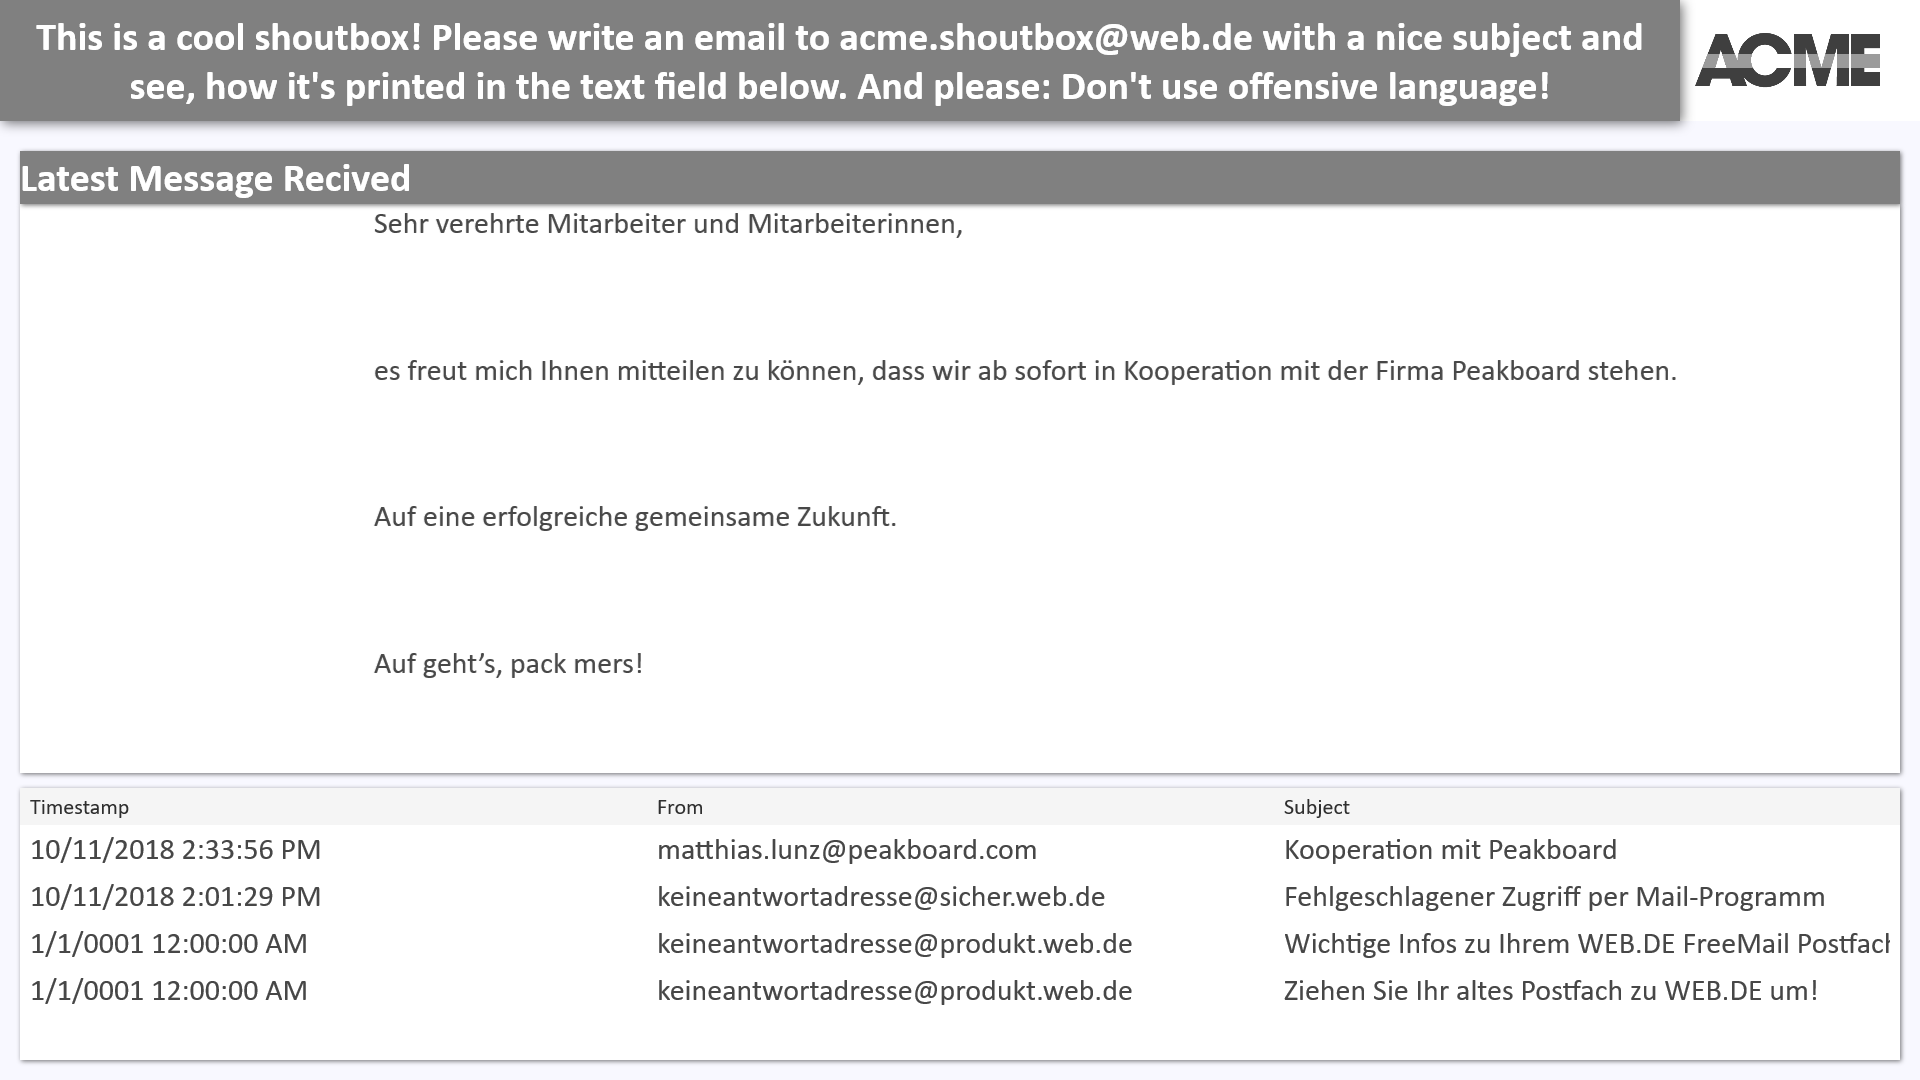 This is a cool shoutbox! Please write an email to acme.shoutbox@web.de with a nice subject and
see, how it's printed in the text field below. And please: Don't use offensive language!
ACME
Latest Message Recived
Sehr verehrte Mitarbeiter und Mitarbeiterinnen,
es freut mich Ihnen mitteilen zu können, dass wir ab sofort in Kooperation mit der Firma Peakboard stehen.
Auf eine erfolgreiche gemeinsame Zukunft.
Auf geht’s, pack mers!
Timestamp From Subject
10/11/2018 2:33:56 PM matthias.lunz@peakboard.com Kooperation mit Peakboard
10/11/2018 2:01:29 PM keineantwortadresse@sicher.web.de Fehlgeschlagener Zugriff per Mail-Programm
1/1/0001 12:00:00 AM keineantwortadresse@produkt.web.de Wichtige Infos zu Ihrem WEB.DE FreeMail Postfach
1/1/0001 12:00:00 AM keineantwortadresse@produkt.web.de Ziehen Sie Ihr altes Postfach zu WEB.DE um!